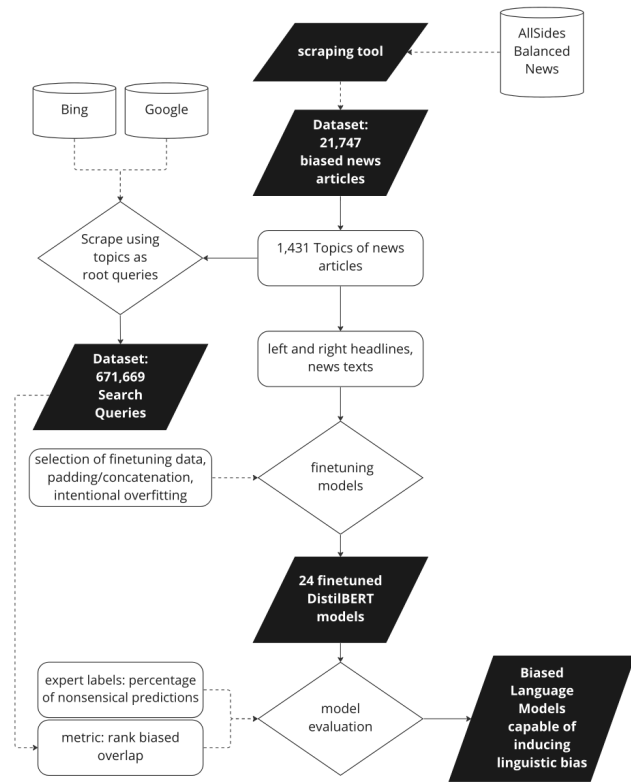 AllSides
Balanced
News
scraping tool
Bing
Google
Dataset:
21,747
biased news
articles
Scrape using
topics as
root queries
1,431 Topics of news
articles
Dataset:
671,669
Search
Queries
left and right headlines,
news texts
selection of finetuning data,
padding/concatenation,
intentional overfitting
finetuning
models
24 finetuned
DistilBERT
models
expert labels: percentage
of nonsensical predictions
metric: rank biased
overlap
model
evaluation
Biased
Language
Models
capable of
inducing
linguistic bias